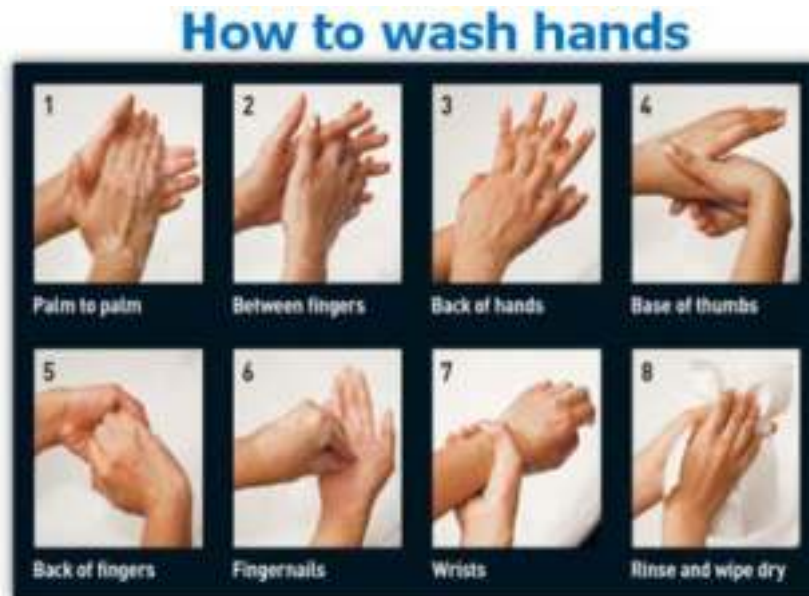 How to wash hands
1
2
3
4
Palm to palm
Between fingers
Back of hands
Base of thumbs
5
6
7
8
Back of fingers
Fingernails
Wrists
Rinse and wipe dry